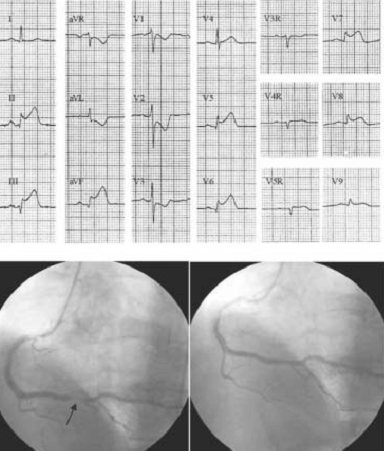 I aVR V1 V4 V3R V7
II aVL V2 V5 V4R V8
III aVF V3 V6 V5R V9